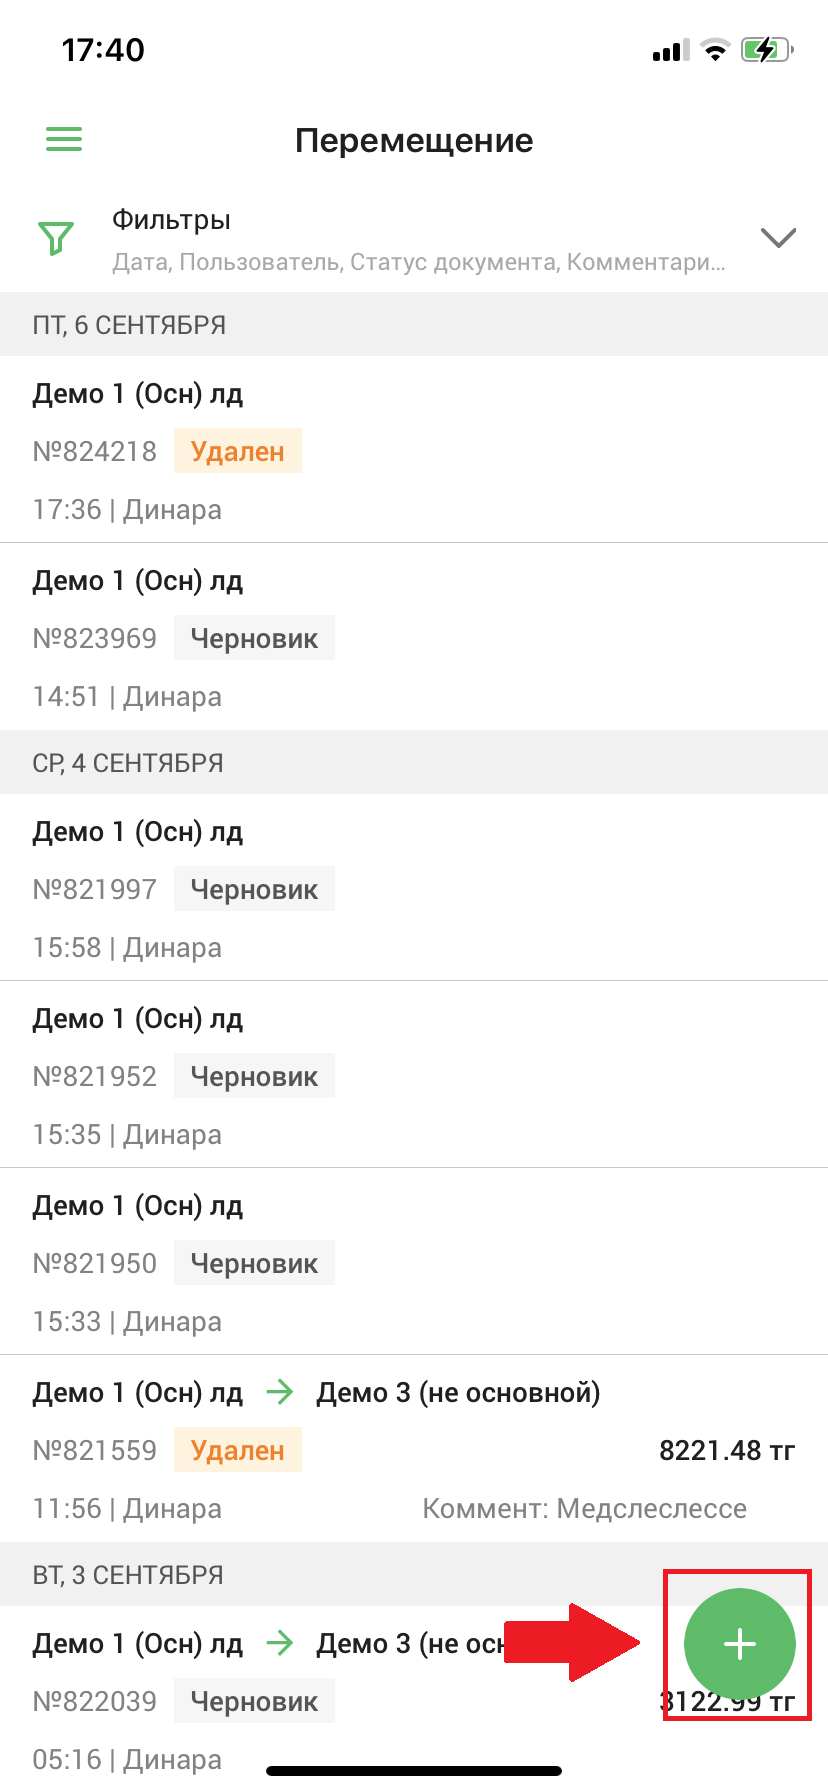 17:40
Перемещение
Фильтры
Дата, Пользователь, Статус документа, Комментари...
ПТ, 6 СЕНТЯБРЯ
Демо 1 (Осн) лд
№824218 Удален
17:36 | Динара
Демо 1 (Осн) лд
№823969 Черновик
14:51 | Динара
СР, 4 СЕНТЯБРЯ
Демо 1 (Осн) лд
№821997 Черновик
15:58 | Динара
Демо 1 (Осн) лд
№821952 Черновик
15:35 | Динара
Демо 1 (Осн) лд
№821950 Черновик
15:33 | Динара
Демо 1 (Осн) лд → Демо 3 (не основной)
№821559 Удален 8221.48 тг
11:56 | Динара Коммент: Медслеслессе
ВТ, 3 СЕНТЯБРЯ
Демо 1 (Осн) лд → Демо 3 (не осн
№822039 Черновик 3122.99 тг
05:16 | Динара